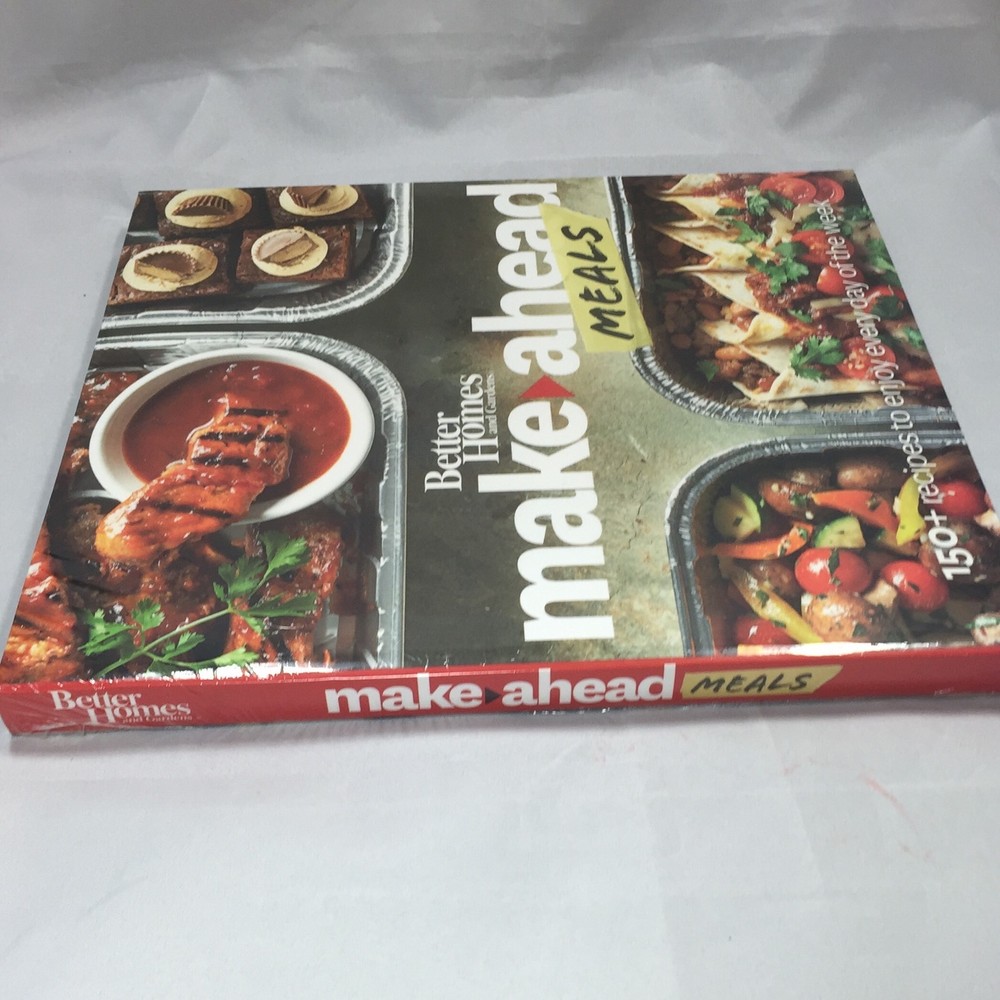 Better
Homes
and Gardens
make ahead
MEALS
150+ recipes to enjoy every day of the week
Better
Homes
and Gardens
make ahead MEALS